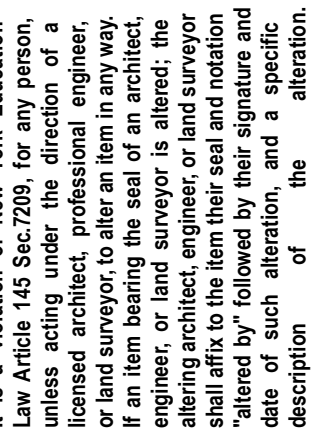 Law Article 145 Sec.7209, for any person,
unless acting under the direction of a
licensed architect, professional engineer,
or land surveyor, to alter an item in any way.
If an item bearing the seal of an architect,
engineer, or land surveyor is altered; the
altering architect, engineer, or land surveyor
shall affix to the item their seal and notation
"altered by" followed by their signature and
date of such alteration, and a specific
description of the alteration.